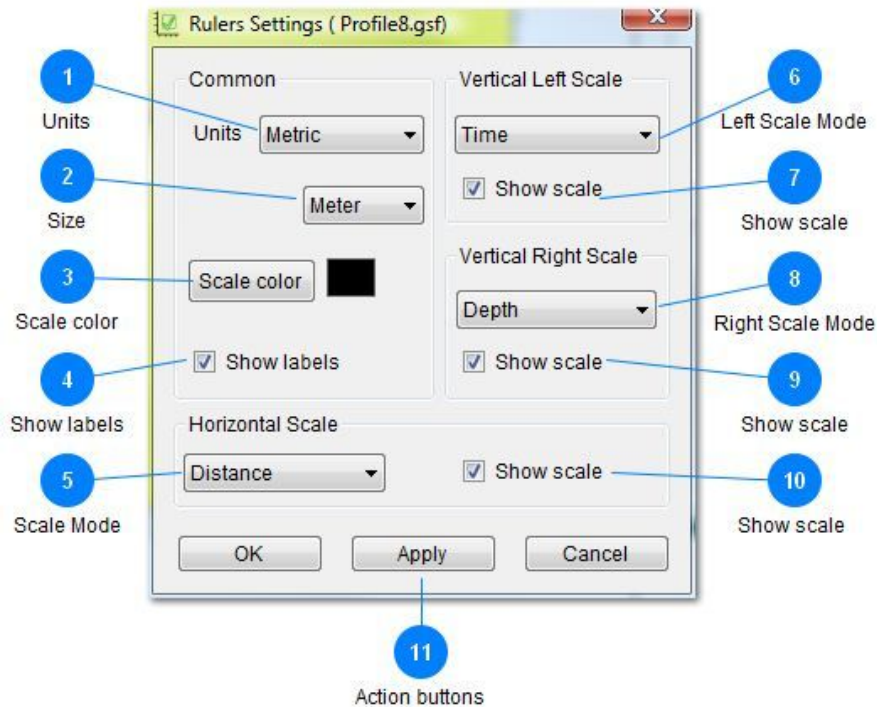 Rulers Settings ( Profile8.gsf)
1
Units
2
Size
3
Scale color
4
Show labels
5
Scale Mode
Common
Units Metric
Meter
Scale color
Show labels
Vertical Left Scale
Time
Show scale
Vertical Right Scale
Depth
Show scale
Horizontal Scale
Distance
Show scale
OK Apply Cancel
6
Left Scale Mode
7
Show scale
8
Right Scale Mode
9
Show scale
10
Show scale
11
Action buttons